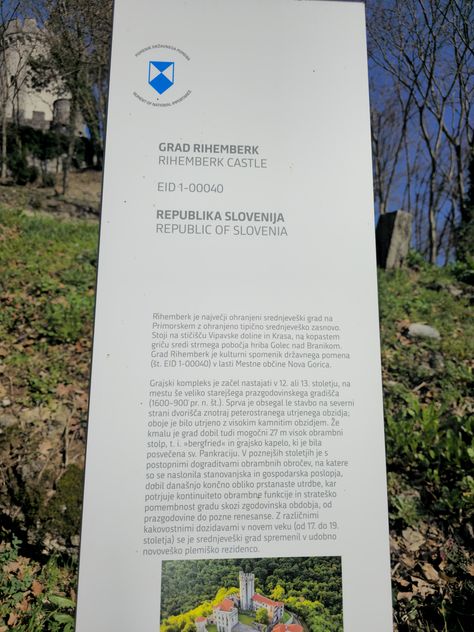 SPOMENIK DRŽAVNEGA POMENA
MONUMENT OF NATIONAL IMPORTANCE
GRAD RIHEMBERK
RIHEMBERK CASTLE
EID 1-00040
REPUBLIKA SLOVENIJA
REPUBLIC OF SLOVENIA
Rihemberk je največji ohranjeni srednjeveški grad na
Primorskem z ohranjeno tipično srednjeveško zasnovo.
Stoji na stičišču Vipavske doline in Krasa, na kopastem
griču sredi strmega pobočja hriba Golec nad Branikom.
Grad Rihemberk je kulturni spomenik državnega pomena
(št. EID 1-00040) v lasti Mestne občine Nova Gorica.
Grajski kompleks je začel nastajati v 12. ali 13. stoletju, na
mestu še veliko starejšega prazgodovinskega gradišča
(1600–900 pr. n. št.). Sprva je obsegal le stavbo na severni
strani dvorišča znotraj peterostranega utrjenega obzidja;
oboje je bilo utrjeno z visokim kamnitim obzidjem. Že
kmalu je grad dobil tudi mogočni 27 m visok obrambni
stolp, t. i. »bergfried« in grajsko kapelo, ki je bila
posvečena sv. Pankraciju. V poznejših stoletjih je s
postopnimi dograditvami obrambnih obročev, na katere
so se naslonila stanovanjska in gospodarska poslopja,
dobil današnjo končno obliko prstanaste utrdbe, kar
potrjuje kontinuiteto obrambne funkcije in strateško
pomembnost gradu skozi zgodovinska obdobja, od
prazgodovine do pozne renesanse. Z različnimi
kakovostnimi dozidavami v novem veku (od 17. do 19.
stoletja) se je srednjeveški grad spremenil v udobno
novoveško plemiško rezidenco.